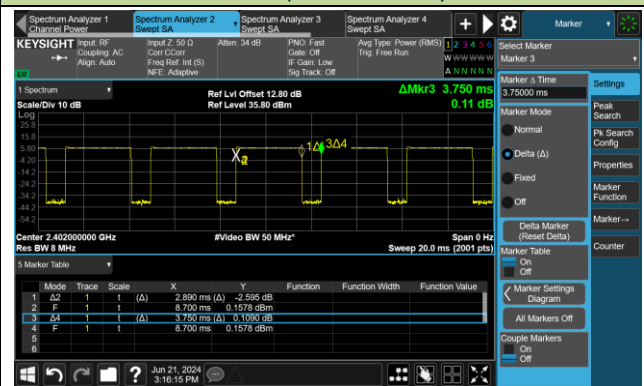 Spectrum Analyzer 1
Channel Power
Spectrum Analyzer 2
Swept SA
Spectrum Analyzer 3
Swept SA
Spectrum Analyzer 4
Swept SA
+
Marker
KEYSIGHT
Input: RF
Coupling: AC
Align: Auto
Input Z: 50 Ω
Corr CCorr
Freq Ref: Int (S)
NFE: Adaptive
Atten: 34 dB
PNO: Fast
Gate: Off
IF Gain: Low
Sig Track: Off
Avg Type: Power (RMS)
Trig: Free Run
1 2 3 4 5 6
W W W W W W
A N N N N N
LXI
Select Marker
Marker 3
1 Spectrum
Scale/Div 10 dB
Log
Ref Lvl Offset 12.80 dB
Ref Level 35.80 dBm
ΔMkr3 3.750 ms
0.11 dB
25.8
15.8
5.80
-4.20
-14.2
-24.2
-34.2
-44.2
-54.2
1Δ2
3Δ4
Center 2.402000000 GHz
Res BW 8 MHz
#Video BW 50 MHz*
Span 0 Hz
Sweep 20.0 ms (2001 pts)
Marker Δ Time
3.75000 ms
Marker Mode
Normal
Delta (Δ)
Fixed
Off
Delta Marker
(Reset Delta)
Marker Table
On
Off
Marker Settings
Diagram
All Markers Off
Couple Markers
On
Off
Settings
Peak
Search
Pk Search
Config
Properties
Marker
Function
Marker→
Counter
5 Marker Table
Mode Trace Scale X Y Function Function Width Function Value
1 Δ2 1 t (Δ) 2.890 ms (Δ) -2.595 dB
2 F 1 t 8.700 ms 0.1578 dBm
3 Δ4 1 t (Δ) 3.750 ms (Δ) 0.1090 dB
4 F 1 t 8.700 ms 0.1578 dBm
5
6
?
Jun 21, 2024
3:16:15 PM